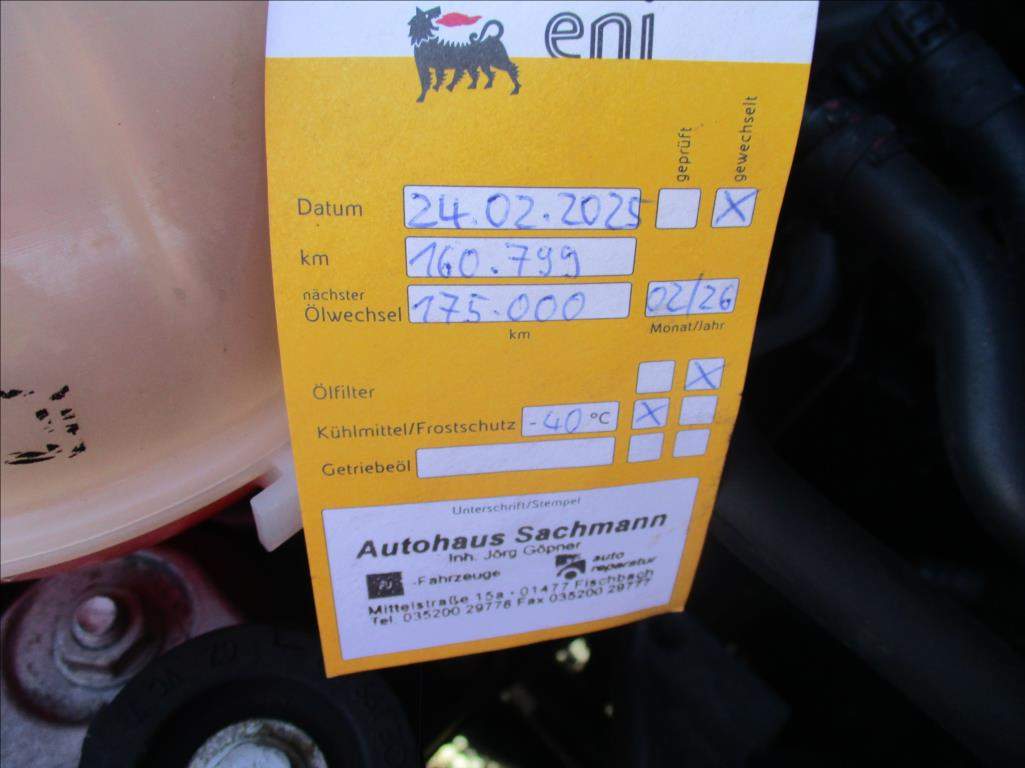 eni
geprüft gewechselt
Datum 24.02.2025 X
km 160.799
nächster
Ölwechsel 175.000 02/26
km Monat/Jahr
Ölfilter X
Kühlmittel/Frostschutz -40 °C X
Getriebeöl
Unterschrift/Stempel
Autohaus Sachmann
Inh. Jörg Göpner
-Fahrzeuge auto
reparatur
Mittelstraße 15a · 01477 Fischbach
Tel. 035200 29776 Fax 035200 29777